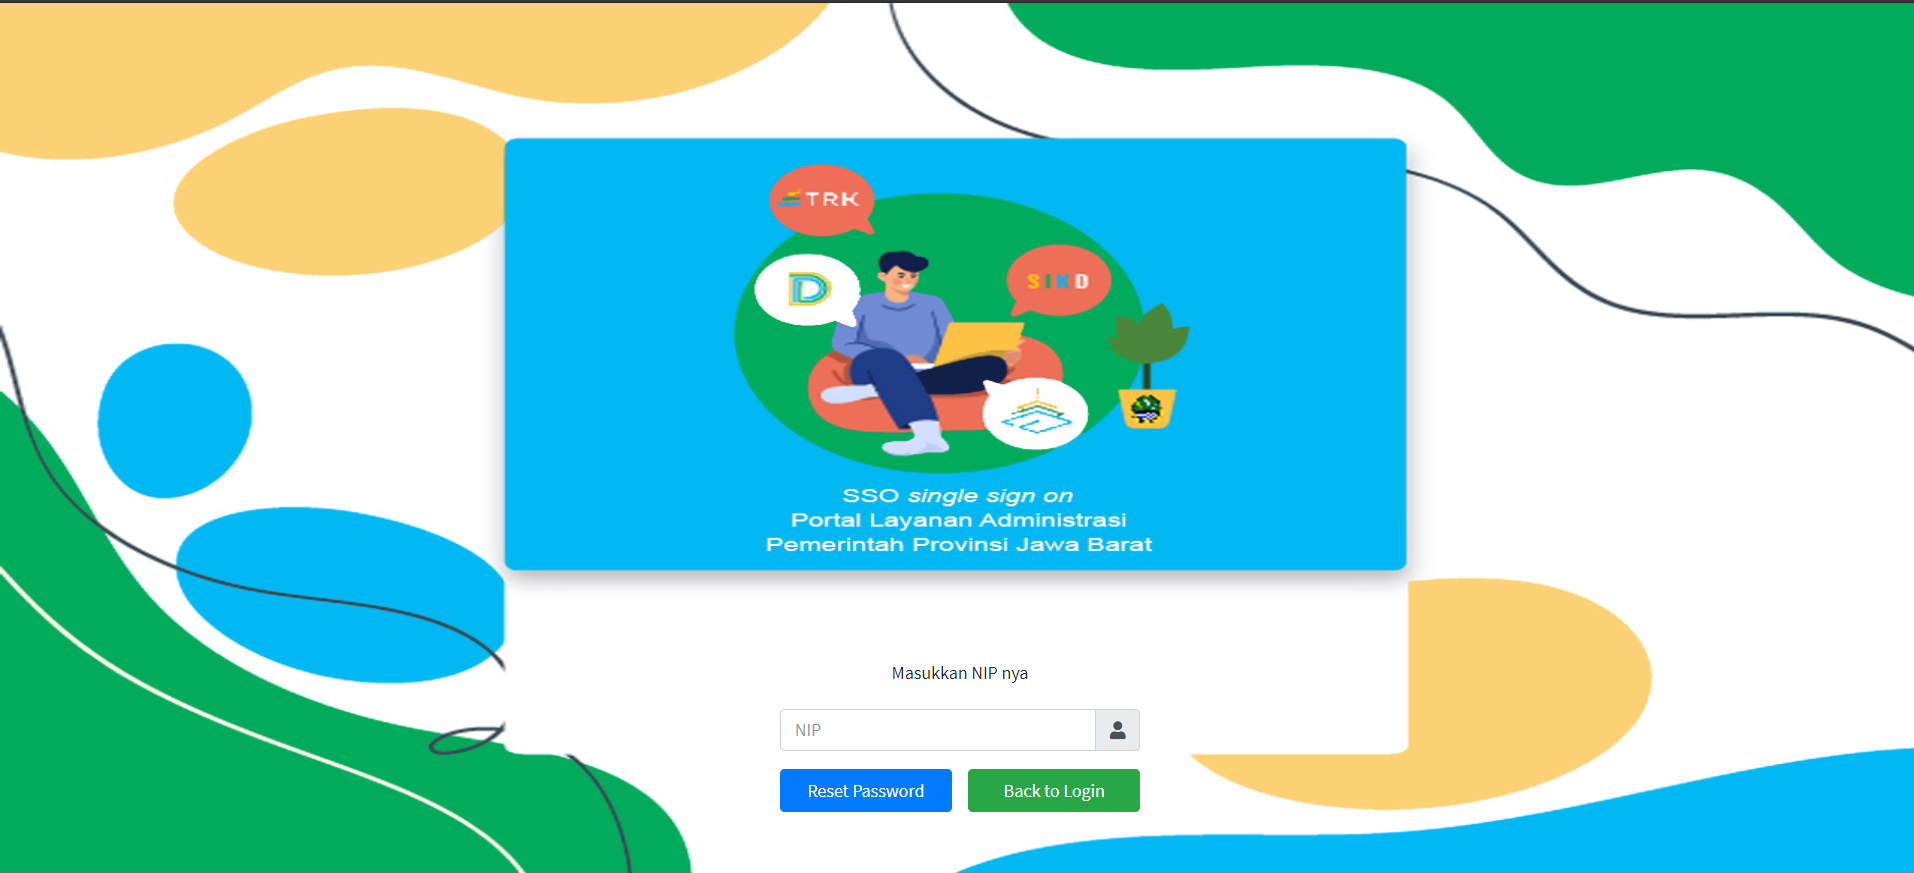 TRK
D
SIKD
SSO single sign on
Portal Layanan Administrasi
Pemerintah Provinsi Jawa Barat
Masukkan NIP nya
NIP
Reset Password
Back to Login